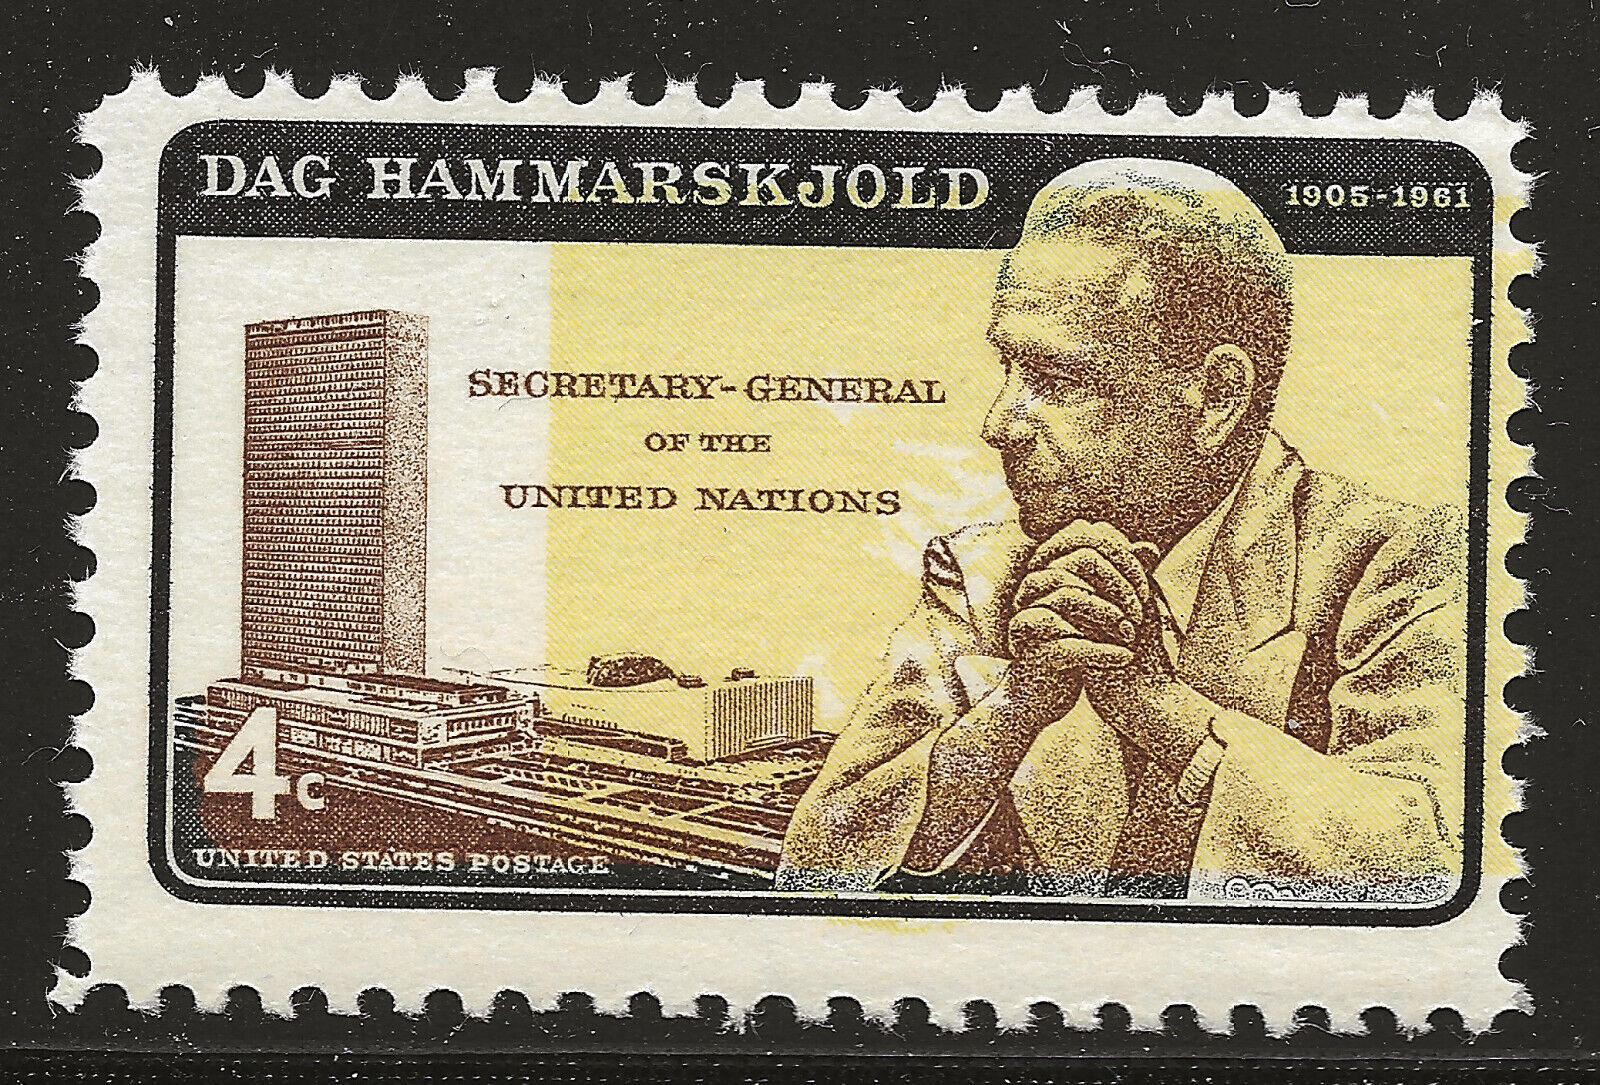 DAG HAMMARSKJOLD 1905-1961
SECRETARY-GENERAL
OF THE
UNITED NATIONS
4c
UNITED STATES POSTAGE